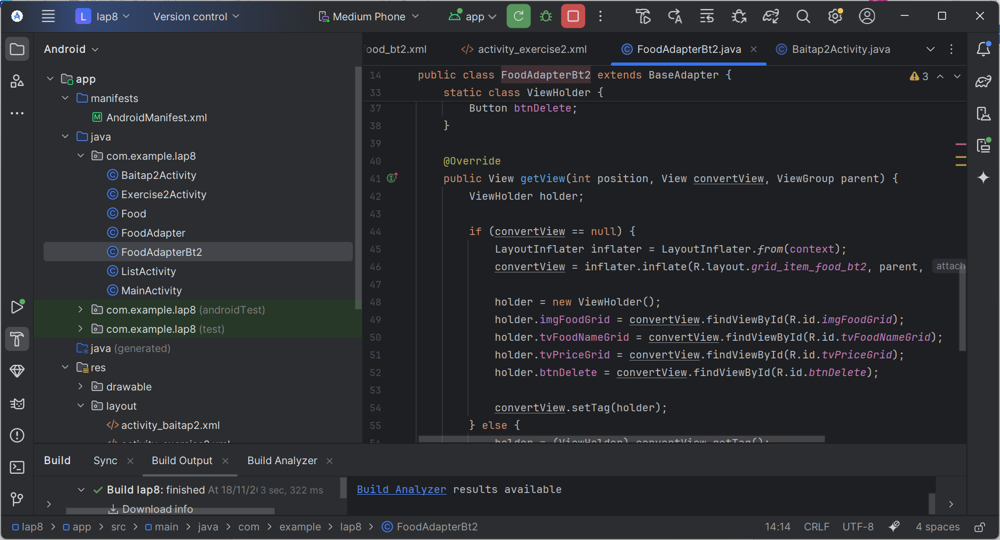 L lap8 Version control Medium Phone app
Android
app
manifests
M AndroidManifest.xml
java
com.example.lap8
C Baitap2Activity
C Exercise2Activity
C Food
C FoodAdapter
C FoodAdapterBt2
C ListActivity
C MainActivity
com.example.lap8 (androidTest)
com.example.lap8 (test)
java (generated)
res
drawable
layout
</> activity_baitap2.xml
ood_bt2.xml </> activity_exercise2.xml C FoodAdapterBt2.java C Baitap2Activity.java
3
14 public class FoodAdapterBt2 extends BaseAdapter {
33 static class ViewHolder {
37 Button btnDelete;
38 }
39
40 @Override
41 public View getView(int position, View convertView, ViewGroup parent) {
42 ViewHolder holder;
43
44 if (convertView == null) {
45 LayoutInflater inflater = LayoutInflater.from(context);
46 convertView = inflater.inflate(R.layout.grid_item_food_bt2, parent, attach
47
48 holder = new ViewHolder();
49 holder.imgFoodGrid = convertView.findViewById(R.id.imgFoodGrid);
50 holder.tvFoodNameGrid = convertView.findViewById(R.id.tvFoodNameGrid);
51 holder.tvPriceGrid = convertView.findViewById(R.id.tvPriceGrid);
52 holder.btnDelete = convertView.findViewById(R.id.btnDelete);
53
54 convertView.setTag(holder);
55 } else {
56 holder = (ViewHolder) convertView.getTag();
Build Sync Build Output Build Analyzer
Build lap8: finished At 18/11/20 3 sec, 322 ms
Download info
Build Analyzer results available
lap8 > app > src > main > java > com > example > lap8 > C FoodAdapterBt2 14:14 CRLF UTF-8 4 spaces